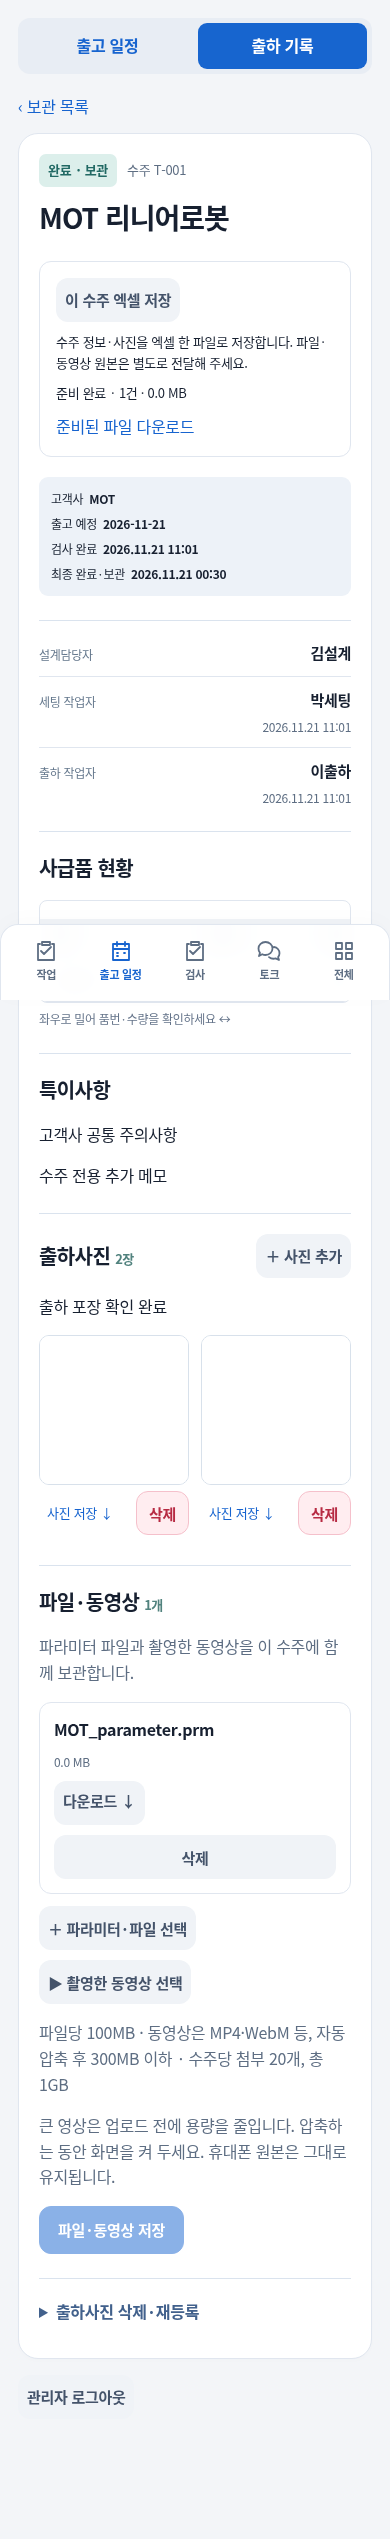 출고 일정
출하 기록
‹ 보관 목록
완료 · 보관 수주 T-001
MOT 리니어로봇
이 수주 엑셀 저장
수주 정보·사진을 엑셀 한 파일로 저장합니다. 파일·
동영상 원본은 별도로 전달해 주세요.
준비 완료 · 1건 · 0.0 MB
준비된 파일 다운로드
고객사 MOT
출고 예정 2026-11-21
검사 완료 2026.11.21 11:01
최종 완료·보관 2026.11.21 00:30
설계담당자 김설계
세팅 작업자 박세팅
2026.11.21 11:01
출하 작업자 이출하
2026.11.21 11:01
사급품 현황
작업 출고 일정 검사 토크 전체
좌우로 밀어 품번·수량을 확인하세요 ↔
특이사항
고객사 공통 주의사항
수주 전용 추가 메모
출하사진 2장
＋ 사진 추가
출하 포장 확인 완료
사진 저장 ↓ 삭제 사진 저장 ↓ 삭제
파일·동영상 1개
파라미터 파일과 촬영한 동영상을 이 수주에 함
께 보관합니다.
MOT_parameter.prm
0.0 MB
다운로드 ↓
삭제
＋ 파라미터·파일 선택
▶ 촬영한 동영상 선택
파일당 100MB · 동영상은 MP4·WebM 등, 자동
압축 후 300MB 이하 · 수주당 첨부 20개, 총
1GB
큰 영상은 업로드 전에 용량을 줄입니다. 압축하
는 동안 화면을 켜 두세요. 휴대폰 원본은 그대로
유지됩니다.
파일·동영상 저장
▶ 출하사진 삭제·재등록
관리자 로그아웃